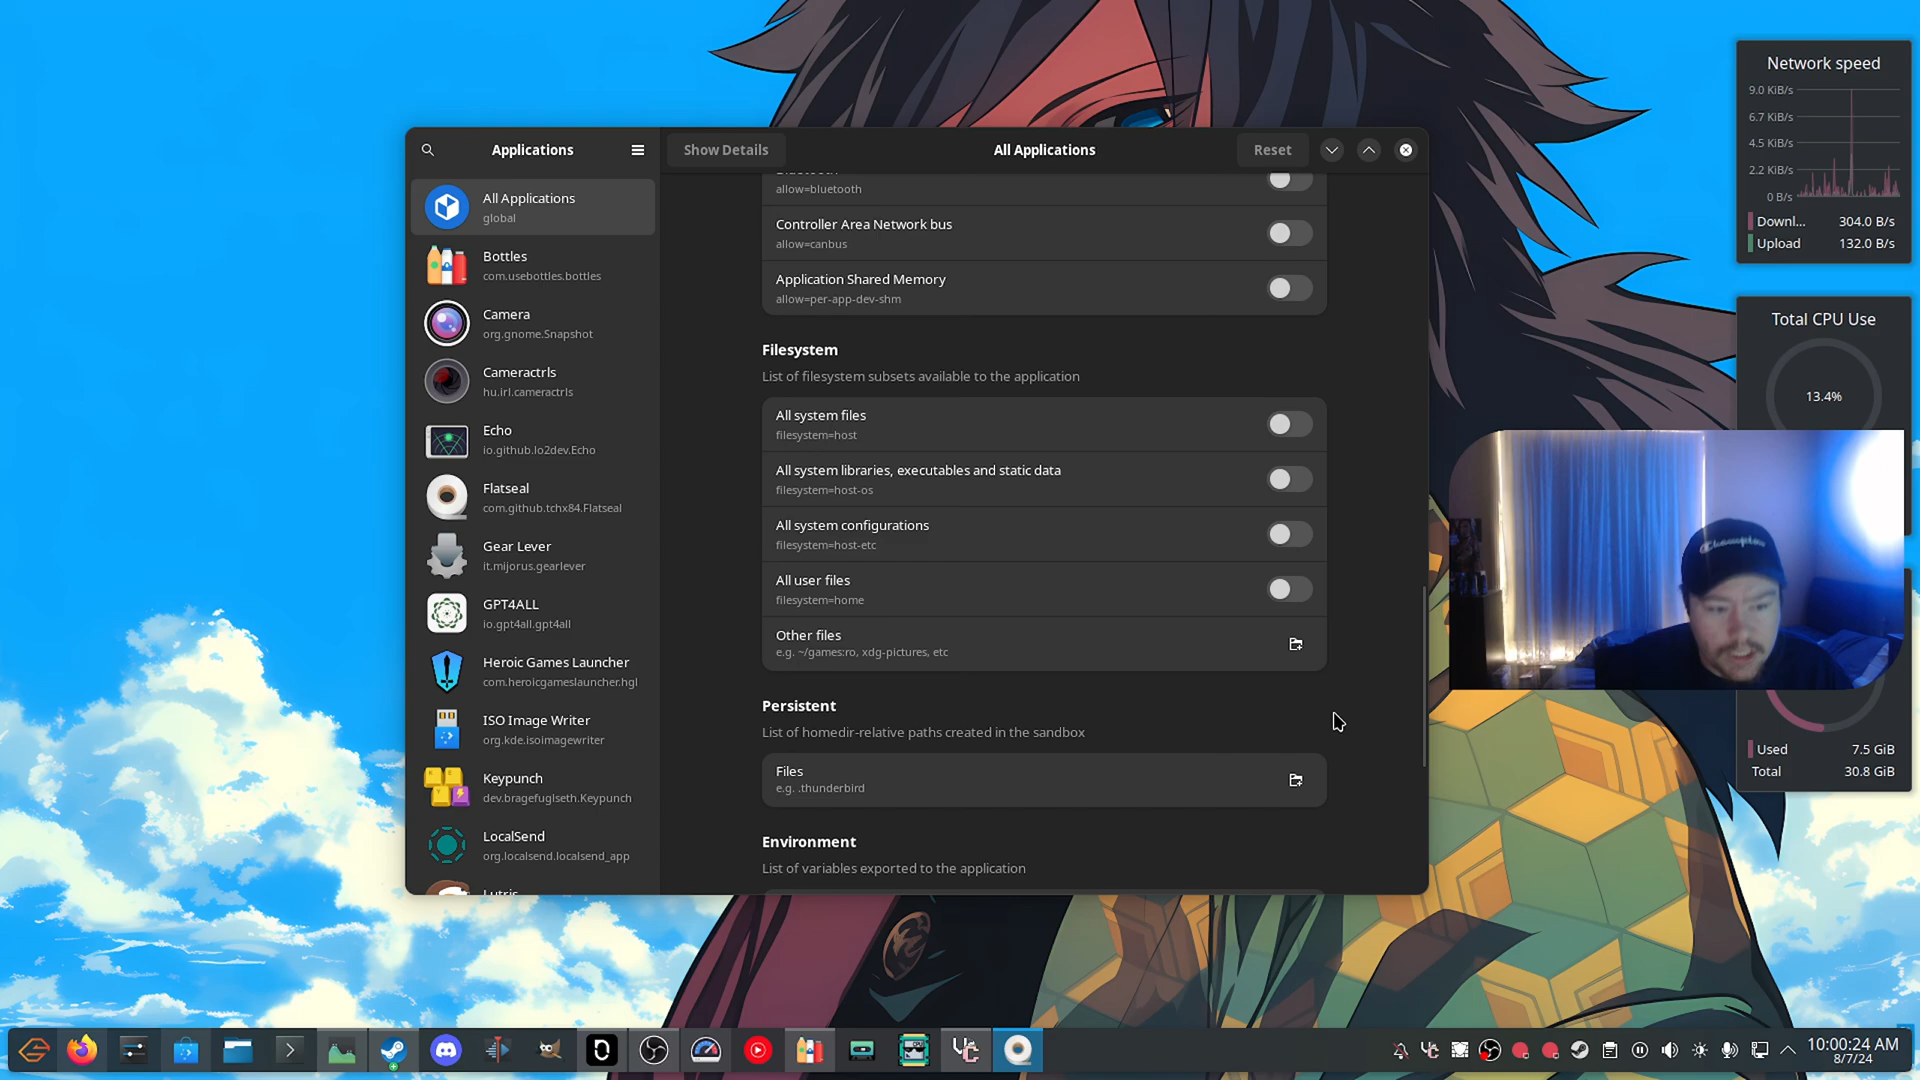 Network speed
9.0 KiB/s
6.7 KiB/s
4.5 KiB/s
2.2 KiB/s
0 B/s
Downl... 304.0 B/s
Upload 132.0 B/s
Total CPU Use
13.4%
Used 7.5 GiB
Total 30.8 GiB
Applications
Show Details
All Applications
Reset
All Applications
global
Bottles
com.usebottles.bottles
Camera
org.gnome.Snapshot
Cameractrls
hu.irl.cameractrls
Echo
io.github.lo2dev.Echo
Flatseal
com.github.tchx84.Flatseal
Gear Lever
it.mijorus.gearlever
GPT4ALL
io.gpt4all.gpt4all
Heroic Games Launcher
com.heroicgameslauncher.hgl
ISO Image Writer
org.kde.isoimagewriter
Keypunch
dev.bragefuglseth.Keypunch
LocalSend
org.localsend.localsend_app
Lutris
Bluetooth
allow=bluetooth
Controller Area Network bus
allow=canbus
Application Shared Memory
allow=per-app-dev-shm
Filesystem
List of filesystem subsets available to the application
All system files
filesystem=host
All system libraries, executables and static data
filesystem=host-os
All system configurations
filesystem=host-etc
All user files
filesystem=home
Other files
e.g. ~/games:ro, xdg-pictures, etc
Persistent
List of homedir-relative paths created in the sandbox
Files
e.g. .thunderbird
Environment
List of variables exported to the application
Champion
10:00:24 AM
8/7/24